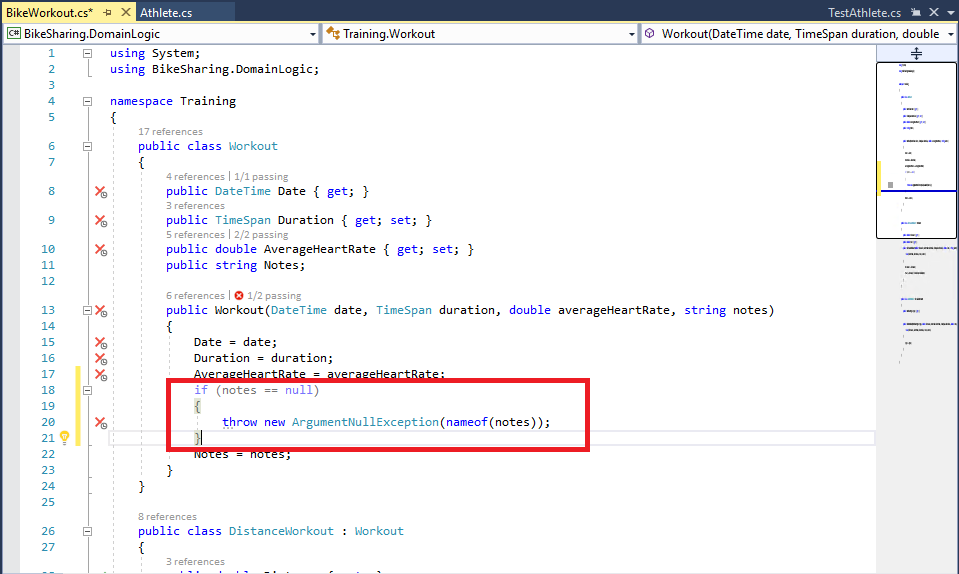 BikeWorkout.cs* Athlete.cs TestAthlete.cs
C# BikeSharing.DomainLogic Training.Workout Workout(DateTime date, TimeSpan duration, double
1 using System;
2 using BikeSharing.DomainLogic;
3
4 namespace Training
5 {
17 references
6 public class Workout
7 {
4 references | 1/1 passing
8 public DateTime Date { get; }
3 references
9 public TimeSpan Duration { get; set; }
5 references | 2/2 passing
10 public double AverageHeartRate { get; set; }
11 public string Notes;
12
6 references | 1/2 passing
13 public Workout(DateTime date, TimeSpan duration, double averageHeartRate, string notes)
14 {
15 Date = date;
16 Duration = duration;
17 AverageHeartRate = averageHeartRate;
18 if (notes == null)
19 {
20 throw new ArgumentNullException(nameof(notes));
21 }
22 Notes = notes;
23 }
24 }
25
8 references
26 public class DistanceWorkout : Workout
27 {
3 references